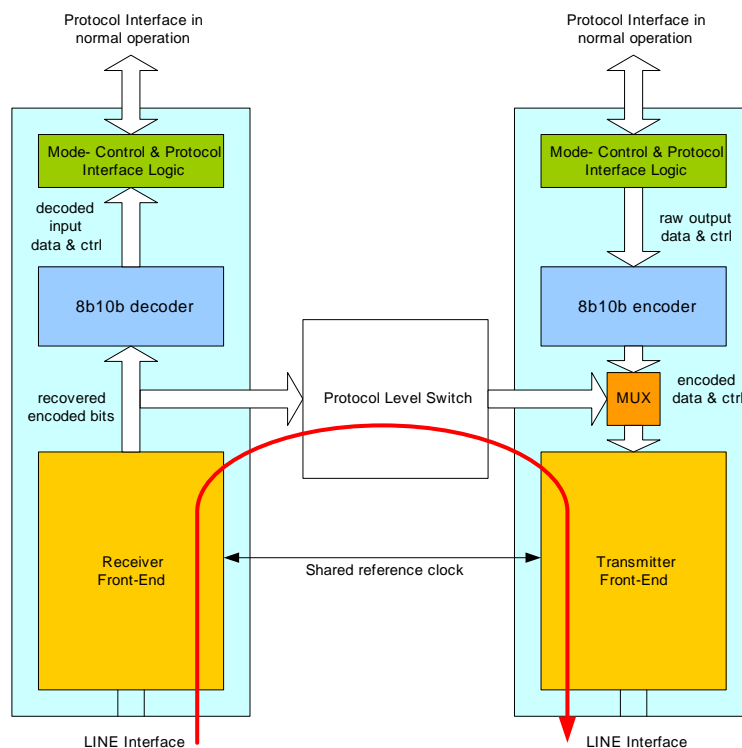 Protocol Interface in
normal operation
Protocol Interface in
normal operation
Mode- Control & Protocol
Interface Logic
Mode- Control & Protocol
Interface Logic
decoded
input
data & ctrl
raw output
data & ctrl
8b10b decoder
8b10b encoder
recovered
encoded bits
Protocol Level Switch
MUX
encoded
data & ctrl
Receiver
Front-End
Shared reference clock
Transmitter
Front-End
LINE Interface
LINE Interface